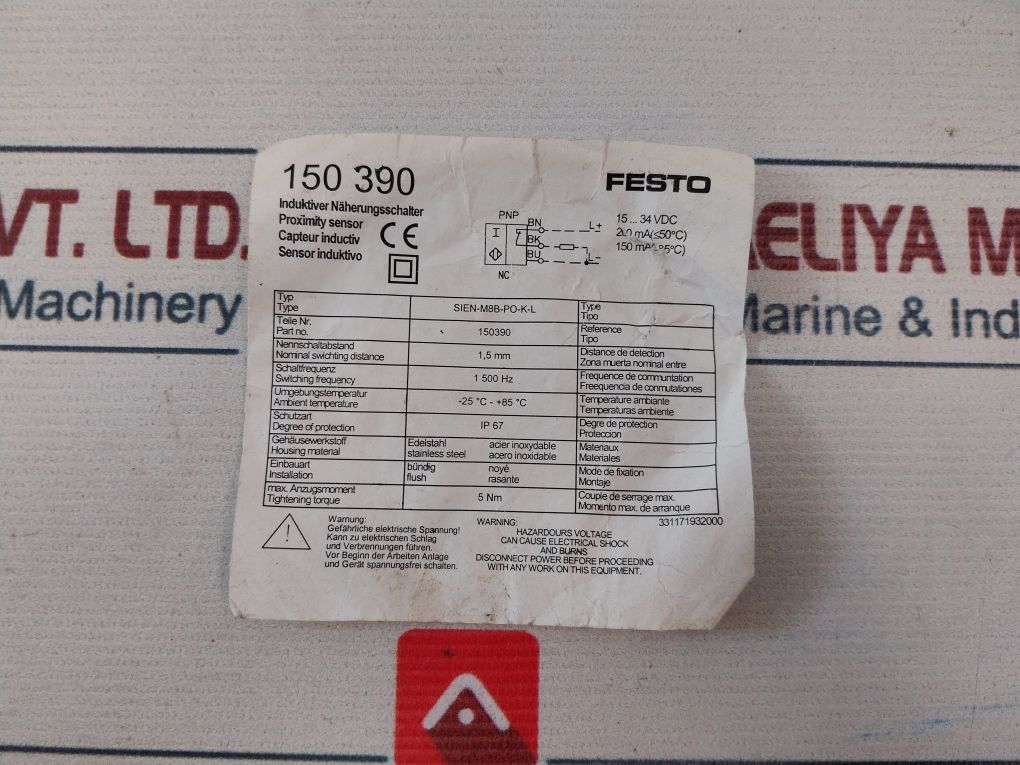 VT. LTD.
AELIYA M
Machinery
Marine & Ind
150 390
FESTO
Induktiver Näherungsschalter
Proximity sensor
Capteur inductiv
Sensor induktivo
CE
PNP
I
BN
BK
BU
L+
L-
NC
15 ... 34 VDC
200 mA(≤50°C)
150 mA
Typ
Type
SIEN-M8B-PO-K-L
Type
Tipo
Teile Nr.
Part no.
150390
Reference
Tipo
Nennschaltabstand
Nominal swichting distance
1,5 mm
Distance de detection
Zona muerta nominal entre
Schaltfrequenz
Switching frequency
1 500 Hz
Frequence de communtation
Freequencia de conmutationes
Umgebungstemperatur
Ambient temperature
-25 °C - +85 °C
Temperature ambiante
Temperaturas ambiente
Schutzart
Degree of protection
IP 67
Degre de protection
Proteccion
Gehäusewerkstoff
Housing material
Edelstahl acier inoxydable
stainless steel acero inoxidable
Materiaux
Materiales
Einbauart
Installation
bündig noyé
flush rasante
Mode de fixation
Montaje
max. Anzugsmoment
Tightening torque
5 Nm
Couple de serrage max.
Momento max. de arranque
331171932000
!
Warnung:
Gefährliche elektrische Spannung!
Kann zu elektrischen Schlag
und Verbrennungen führen.
Vor Beginn der Arbeiten Anlage
und Gerät spannungsfrei schalten.
WARNING:
HAZARDOURS VOLTAGE
CAN CAUSE ELECTRICAL SHOCK
AND BURNS
DISCONNECT POWER BEFORE PROCEEDING
WITH ANY WORK ON THIS EQUIPMENT.